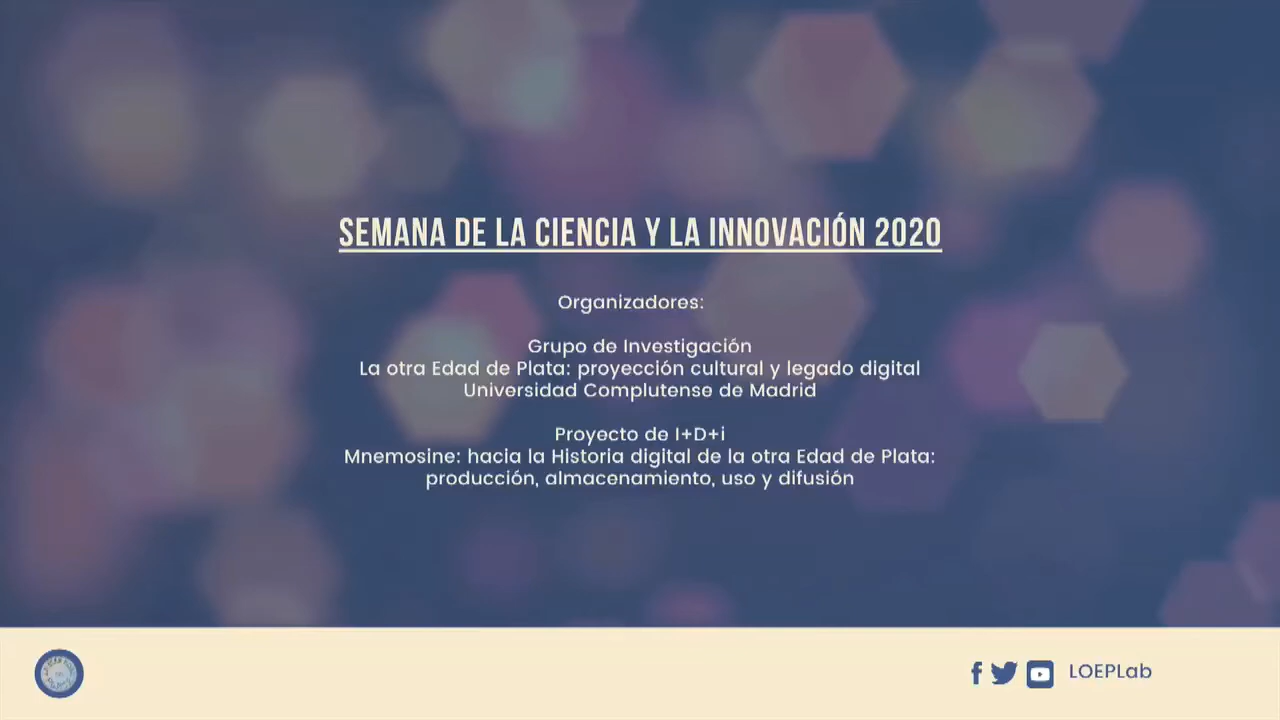 SEMANA DE LA CIENCIA Y LA INNOVACIÓN 2020
Organizadores:
Grupo de Investigación
La otra Edad de Plata: proyección cultural y legado digital
Universidad Complutense de Madrid
Proyecto de I+D+i
Mnemosine: hacia la Historia digital de la otra Edad de Plata:
producción, almacenamiento, uso y difusión
LOEPLab